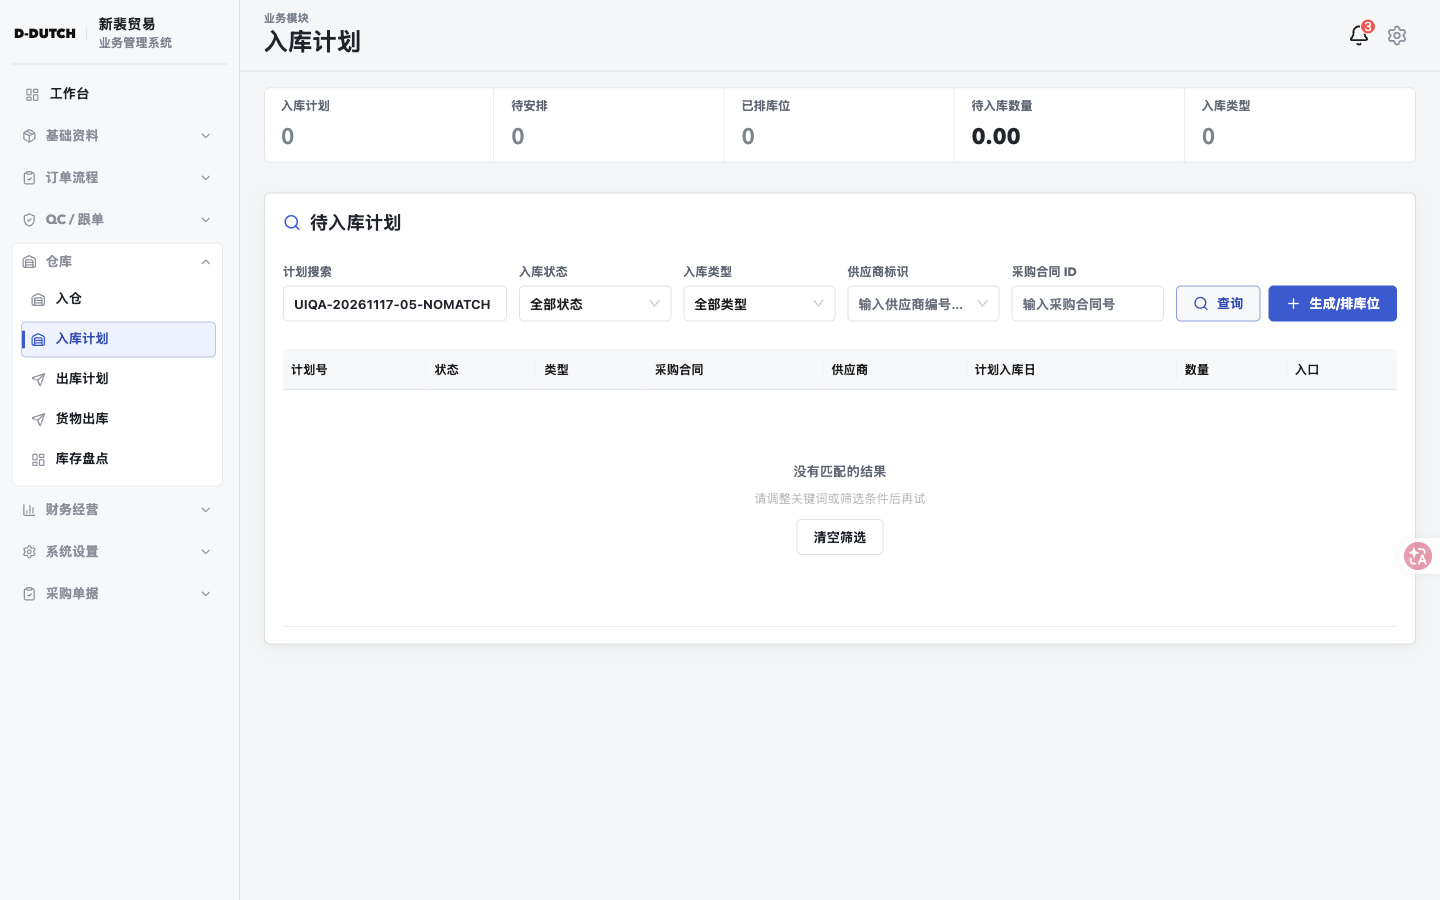 D-DUTCH
新裴贸易
业务管理系统
工作台
基础资料
订单流程
QC / 跟单
仓库
入仓
入库计划
出库计划
货物出库
库存盘点
财务经营
系统设置
采购单据
业务模块
入库计划
3
入库计划
0
待安排
0
已排库位
0
待入库数量
0.00
入库类型
0
待入库计划
计划搜索
UIQA-20261117-05-NOMATCH
入库状态
全部状态
入库类型
全部类型
供应商标识
输入供应商编号...
采购合同 ID
输入采购合同号
查询
生成/排库位
计划号 状态 类型 采购合同 供应商 计划入库日 数量 入口
没有匹配的结果
请调整关键词或筛选条件后再试
清空筛选